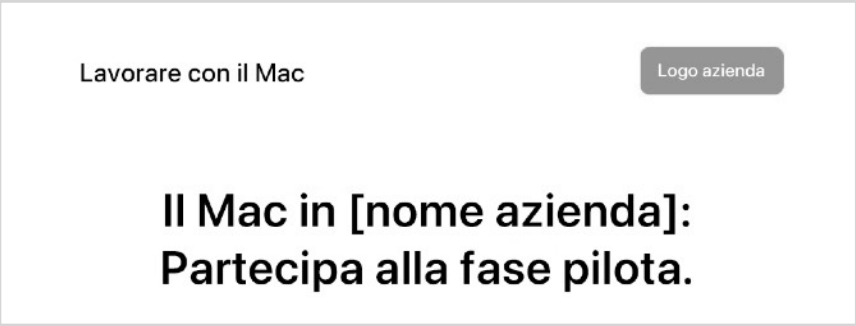 Lavorare con il Mac
Logo azienda
Il Mac in [nome azienda]:
Partecipa alla fase pilota.